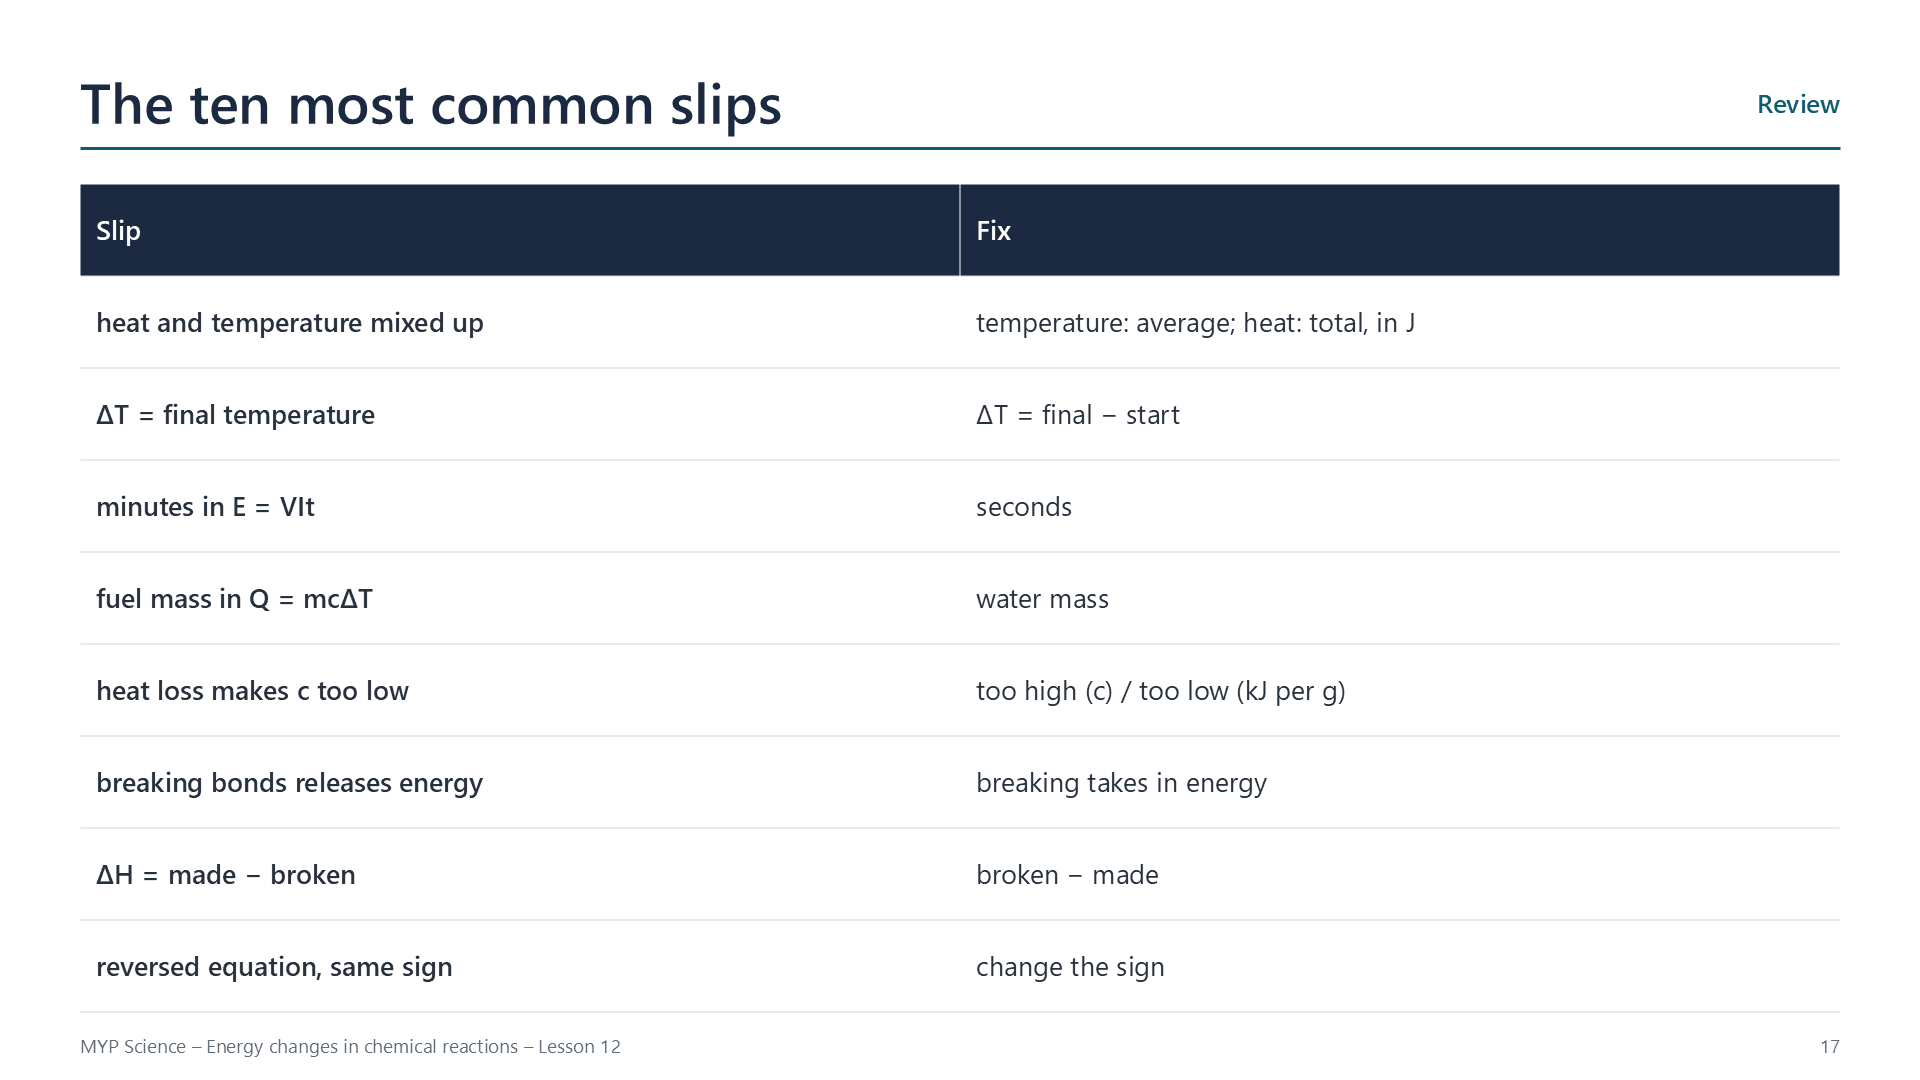 The ten most common slips
Review
Slip
Fix
heat and temperature mixed up
temperature: average; heat: total, in J
ΔT = final temperature
ΔT = final − start
minutes in E = VIt
seconds
fuel mass in Q = mcΔT
water mass
heat loss makes c too low
too high (c) / too low (kJ per g)
breaking bonds releases energy
breaking takes in energy
ΔH = made − broken
broken − made
reversed equation, same sign
change the sign
MYP Science – Energy changes in chemical reactions – Lesson 12
17